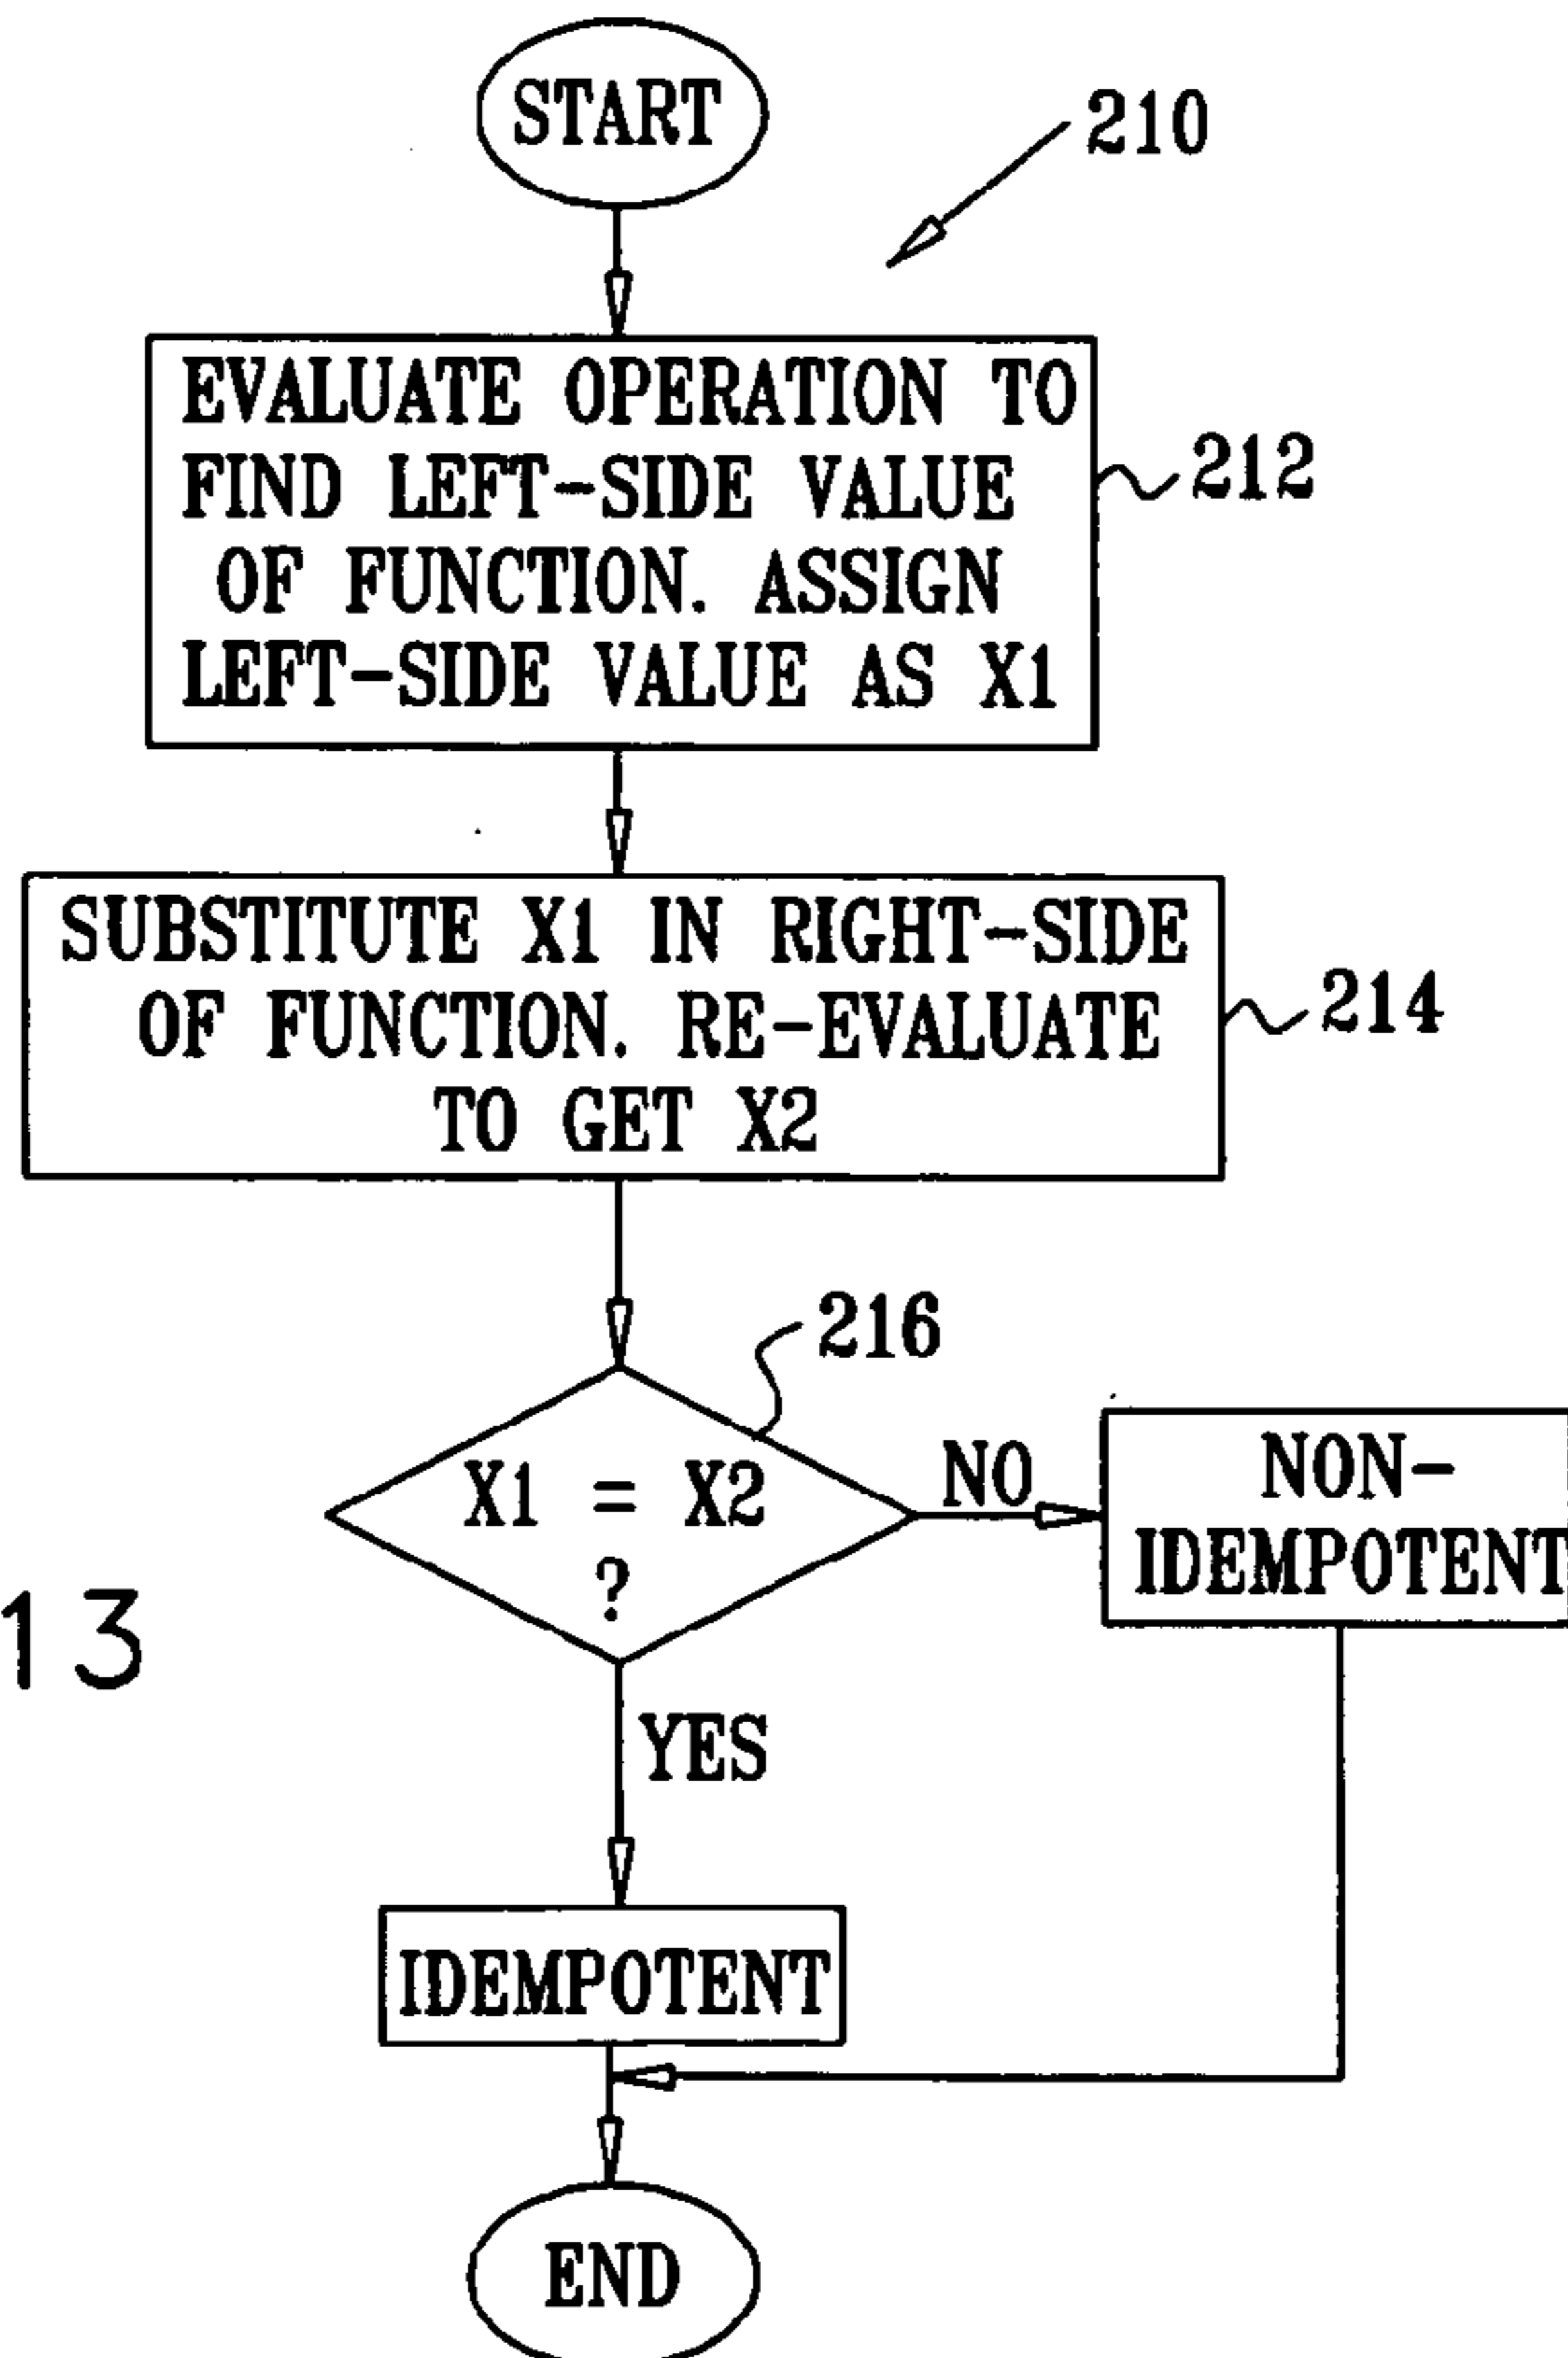 START
210
EVALUATE OPERATION TO
FIND LEFT-SIDE VALUE
OF FUNCTION. ASSIGN
LEFT-SIDE VALUE AS X1
212
SUBSTITUTE X1 IN RIGHT-SIDE
OF FUNCTION. RE-EVALUATE
TO GET X2
214
216
X1 = X2
?
NO
NON-
IDEMPOTENT
13
YES
IDEMPOTENT
END